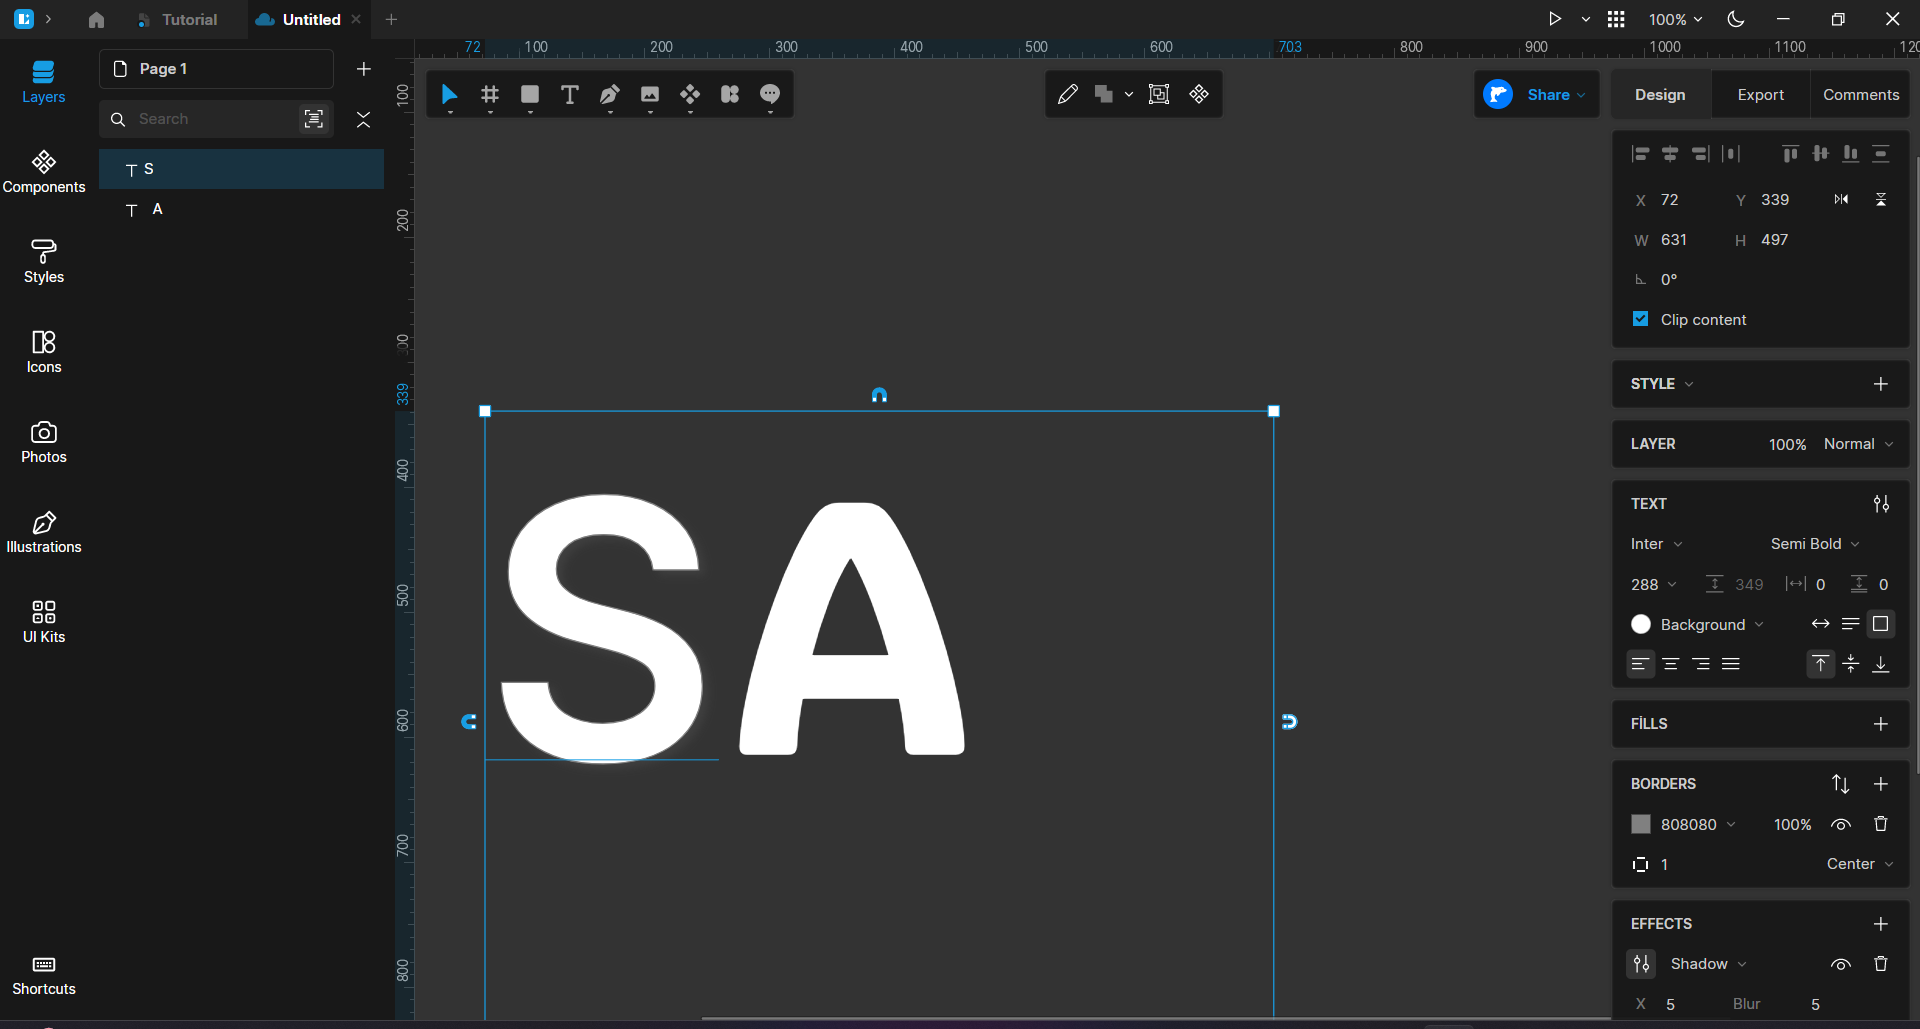 Tutorial
Untitled
100%
72 100 200 300 400 500 600 703 800 900 1000 1100 120
Layers
Page 1
Search
S
A
Components
Styles
Icons
Photos
Illustrations
UI Kits
Shortcuts
100
200
300
339
400
500
600
700
800
T
Share
SA
Design
Export
Comments
X 72 Y 339
W 631 H 497
0°
Clip content
STYLE
LAYER 100% Normal
TEXT
Inter Semi Bold
288 349 0 0
Background
FİLLS
BORDERS
808080 100%
1 Center
EFFECTS
Shadow
X 5 Blur 5